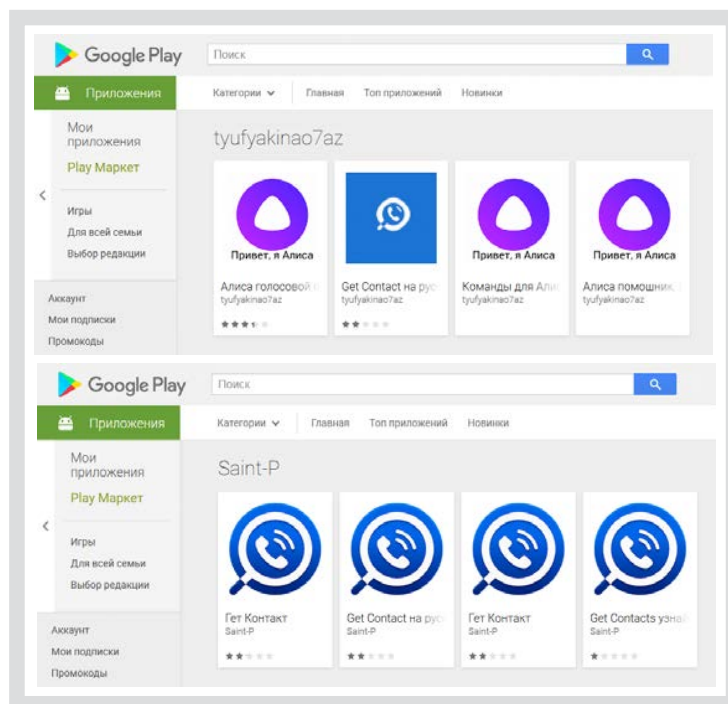 Google Play
Поиск
Приложения
Категории
Главная
Топ приложений
Новинки
Мои
приложения
Play Маркет
Игры
Для всей семьи
Выбор редакции
Аккаунт
Мои подписки
Промокоды
tyufyakinao7az
Привет, я Алиса
Привет, я Алиса
Привет, я Алиса
Алиса голосовой
Get Contact на рус
Команды для Али
Алиса помощник,
tyufyakinao7az
tyufyakinao7az
tyufyakinao7az
tyufyakinao7az
Google Play
Поиск
Приложения
Категории
Главная
Топ приложений
Новинки
Мои
приложения
Play Маркет
Игры
Для всей семьи
Выбор редакции
Аккаунт
Мои подписки
Промокоды
Saint-P
Гет Контакт
Get Contact на рус
Гет Контакт
Get Contacts узна
Saint-P
Saint-P
Saint-P
Saint-P